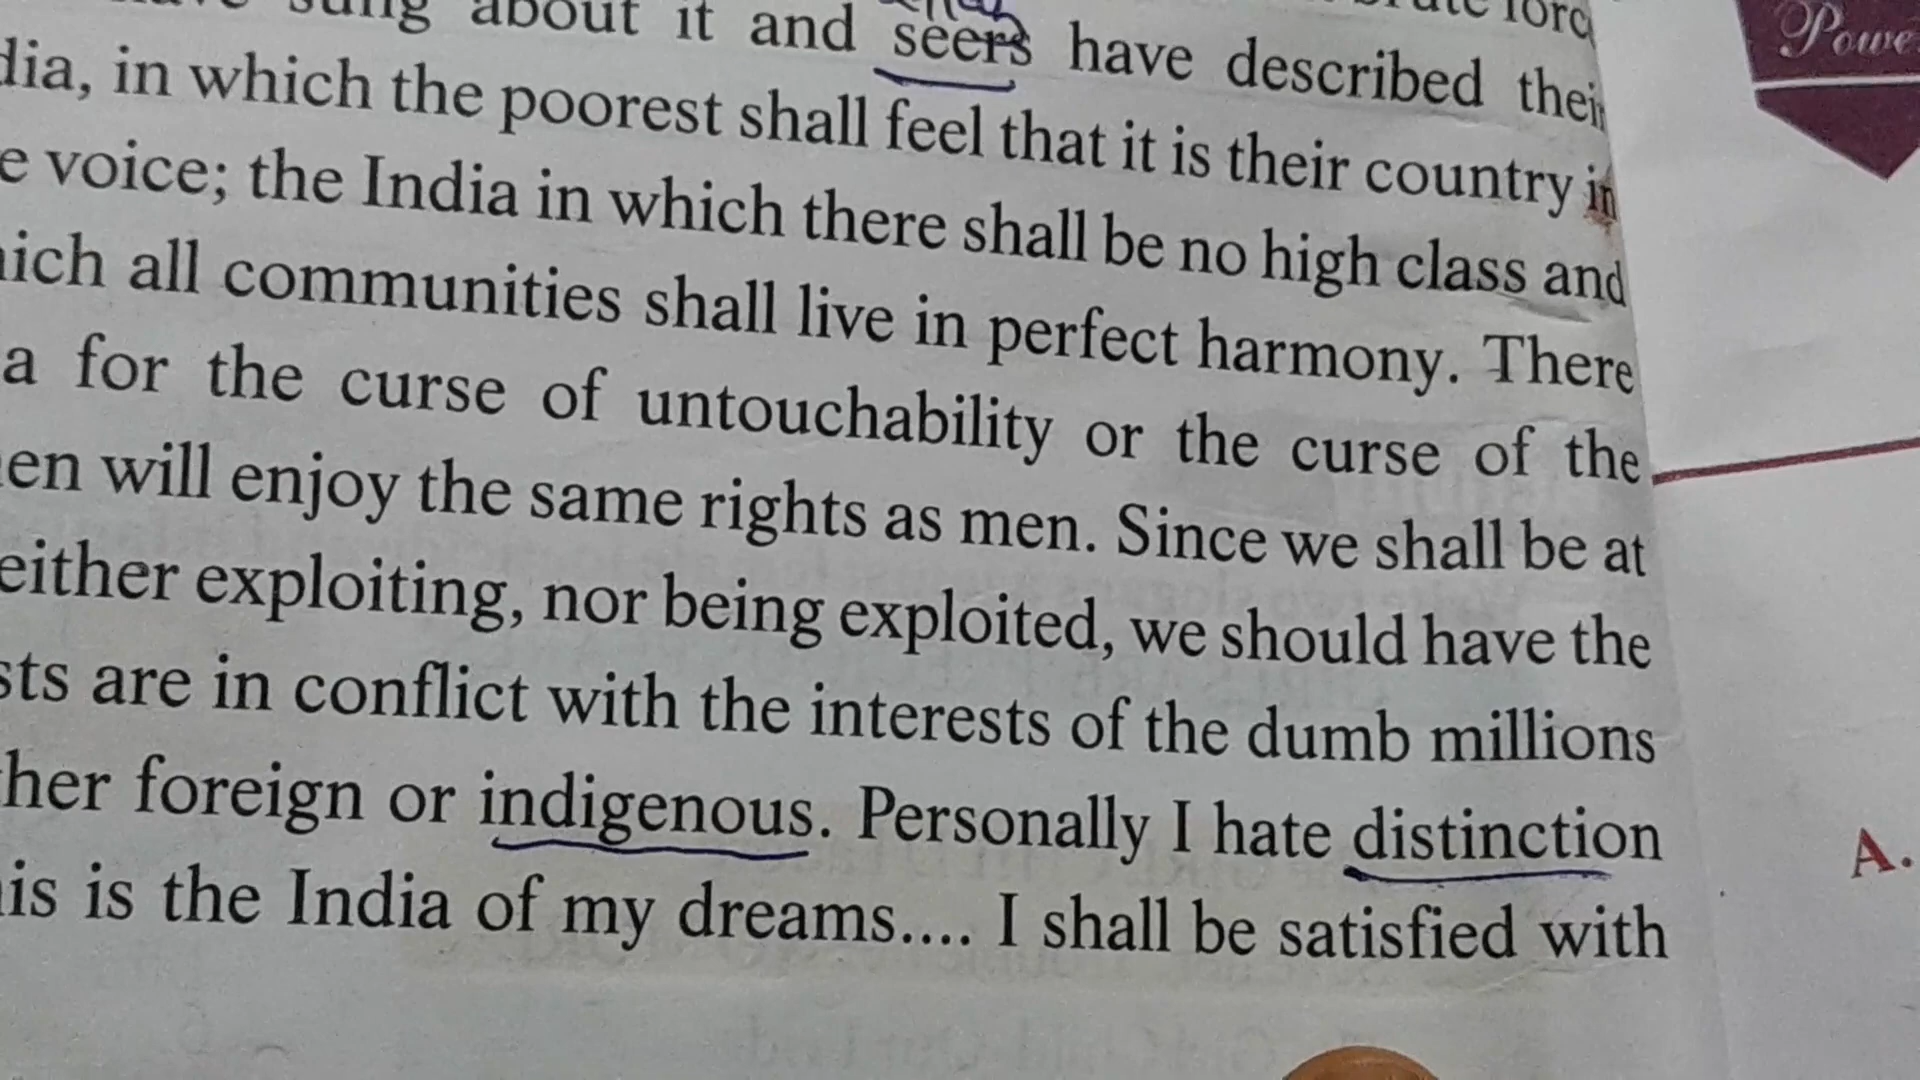 sung about it and seers have described their
dia, in which the poorest shall feel that it is their country in
e voice; the India in which there shall be no high class and
ich all communities shall live in perfect harmony. There
a for the curse of untouchability or the curse of the
en will enjoy the same rights as men. Since we shall be at
either exploiting, nor being exploited, we should have the
sts are in conflict with the interests of the dumb millions
her foreign or indigenous. Personally I hate distinction
is is the India of my dreams.... I shall be satisfied with
Powe
A.